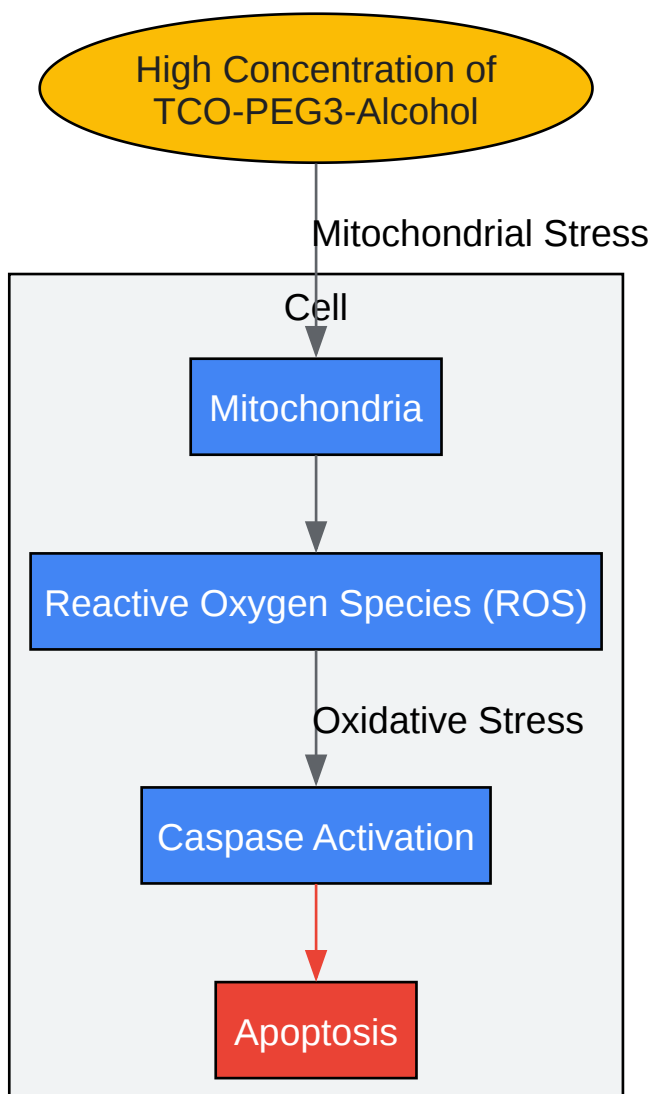 High Concentration of
TCO-PEG3-Alcohol
Mitochondrial Stress
Cell
Mitochondria
Reactive Oxygen Species (ROS)
Oxidative Stress
Caspase Activation
Apoptosis